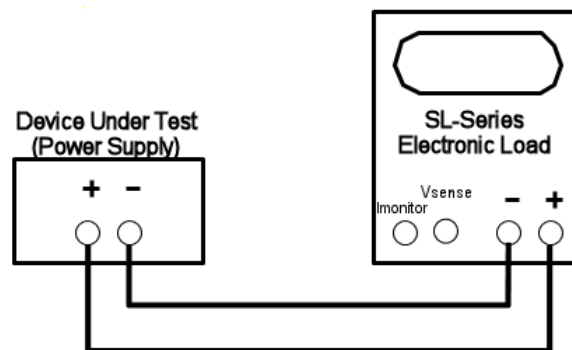 Device Under Test
(Power Supply)
+ -
SL-Series
Electronic Load
Imonitor
Vsense
- +